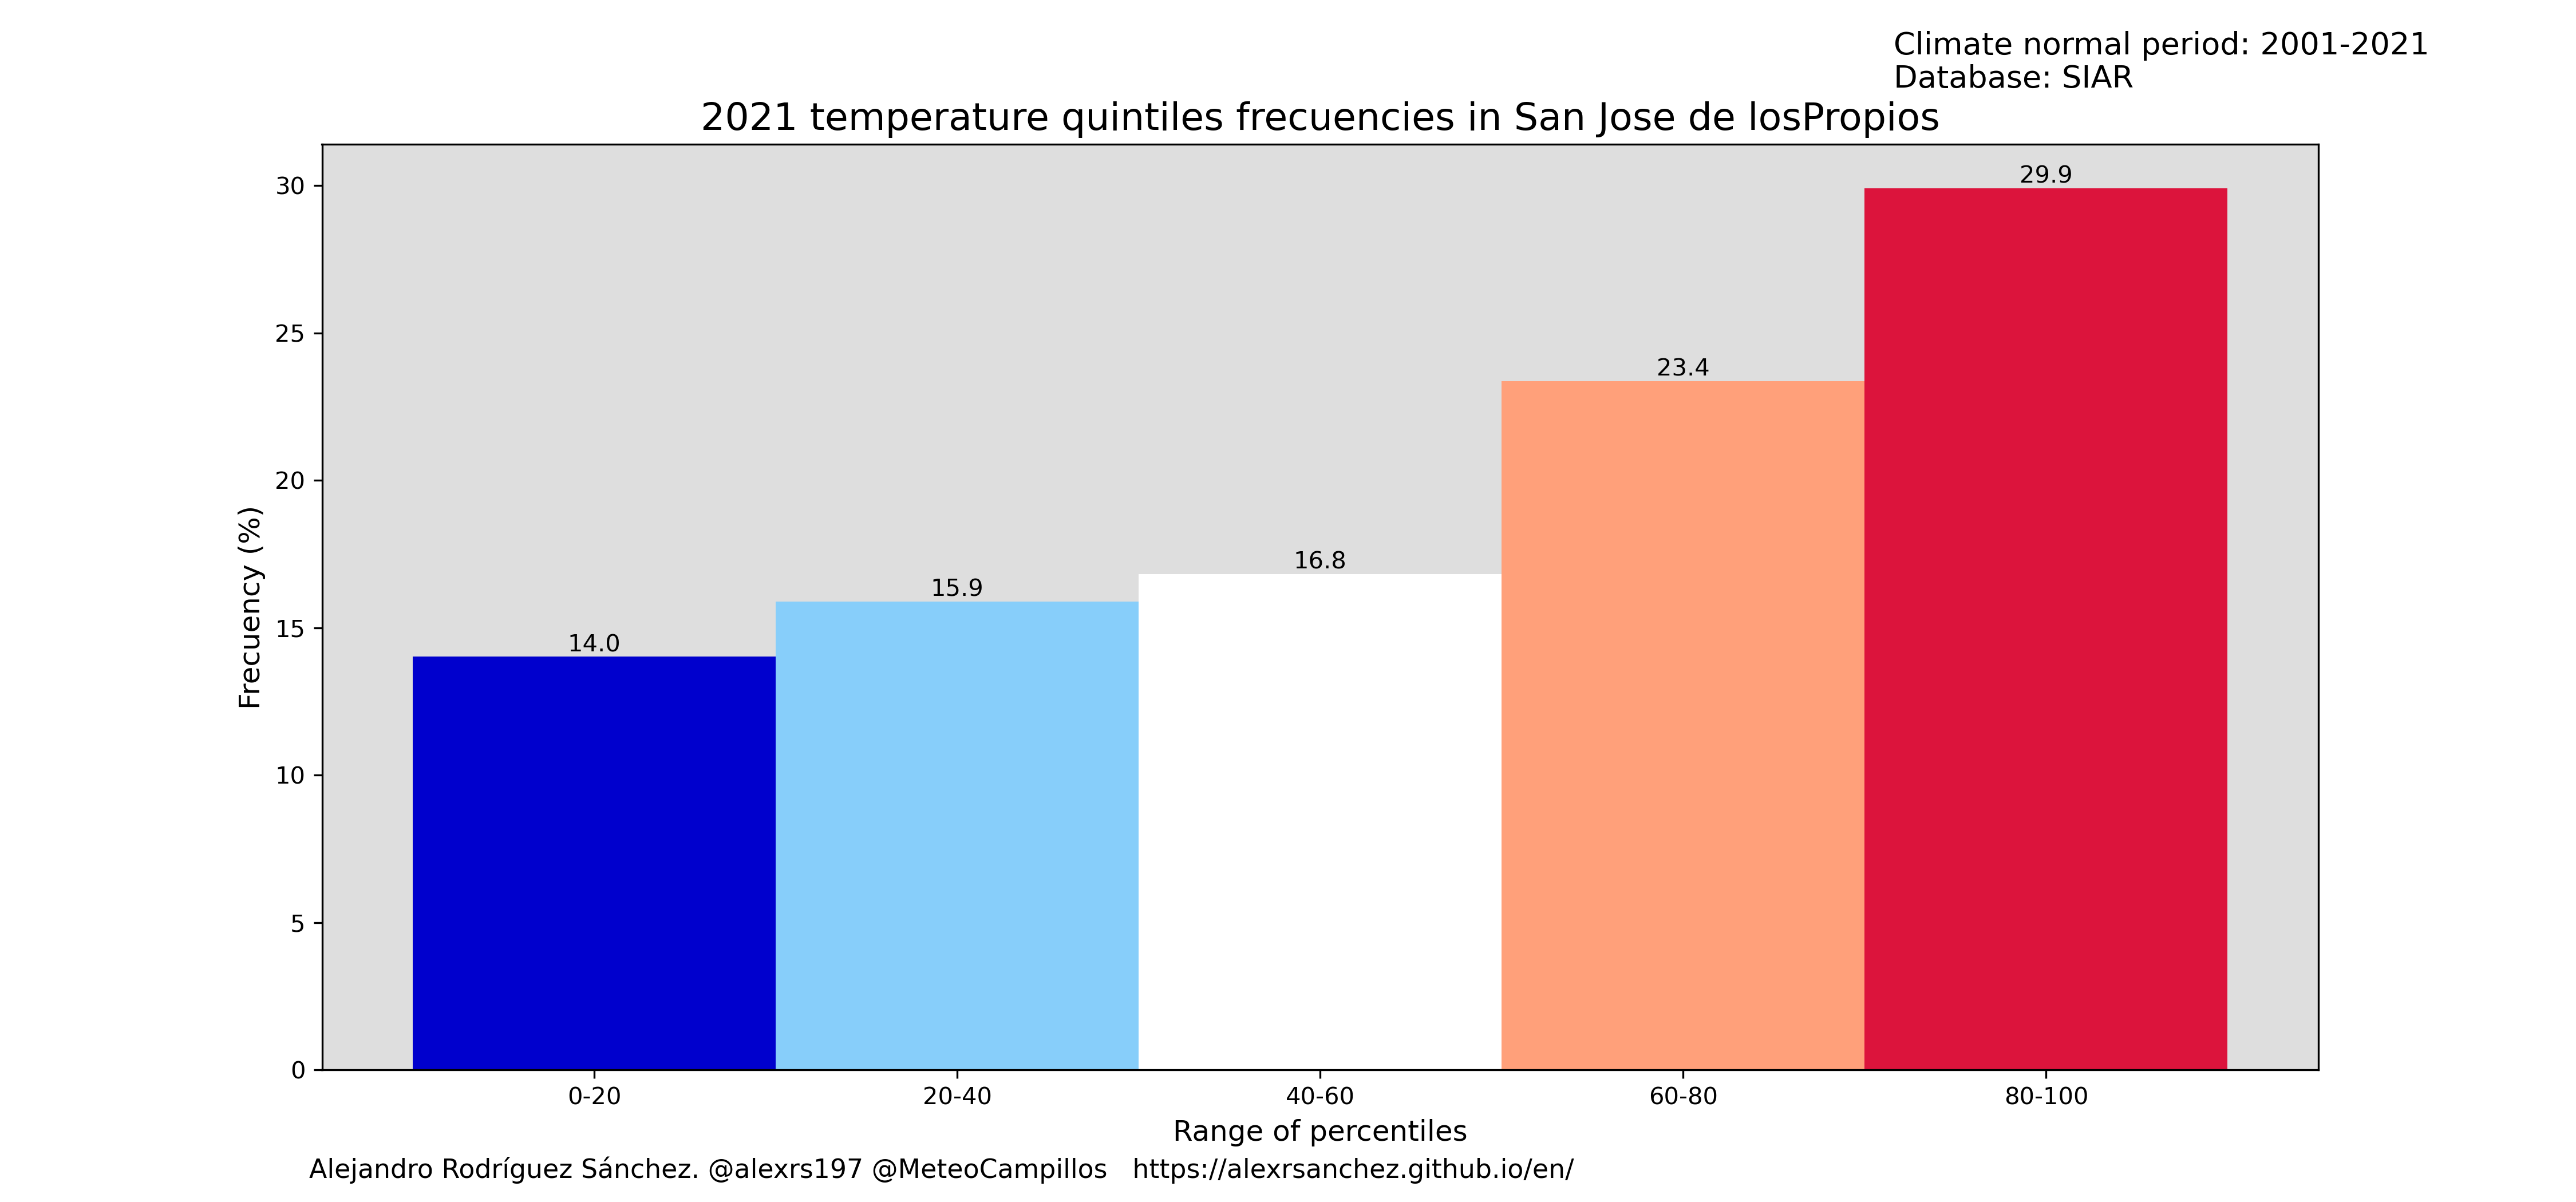 Climate normal period: 2001-2021
Database: SIAR
2021 temperature quintiles frecuencies in San Jose de losPropios
Frecuency (%)
30
25
20
15
10
5
0
14.0
15.9
16.8
23.4
29.9
0-20
20-40
40-60
60-80
80-100
Range of percentiles
Alejandro Rodríguez Sánchez. @alexrs197 @MeteoCampillos   https://alexrsanchez.github.io/en/